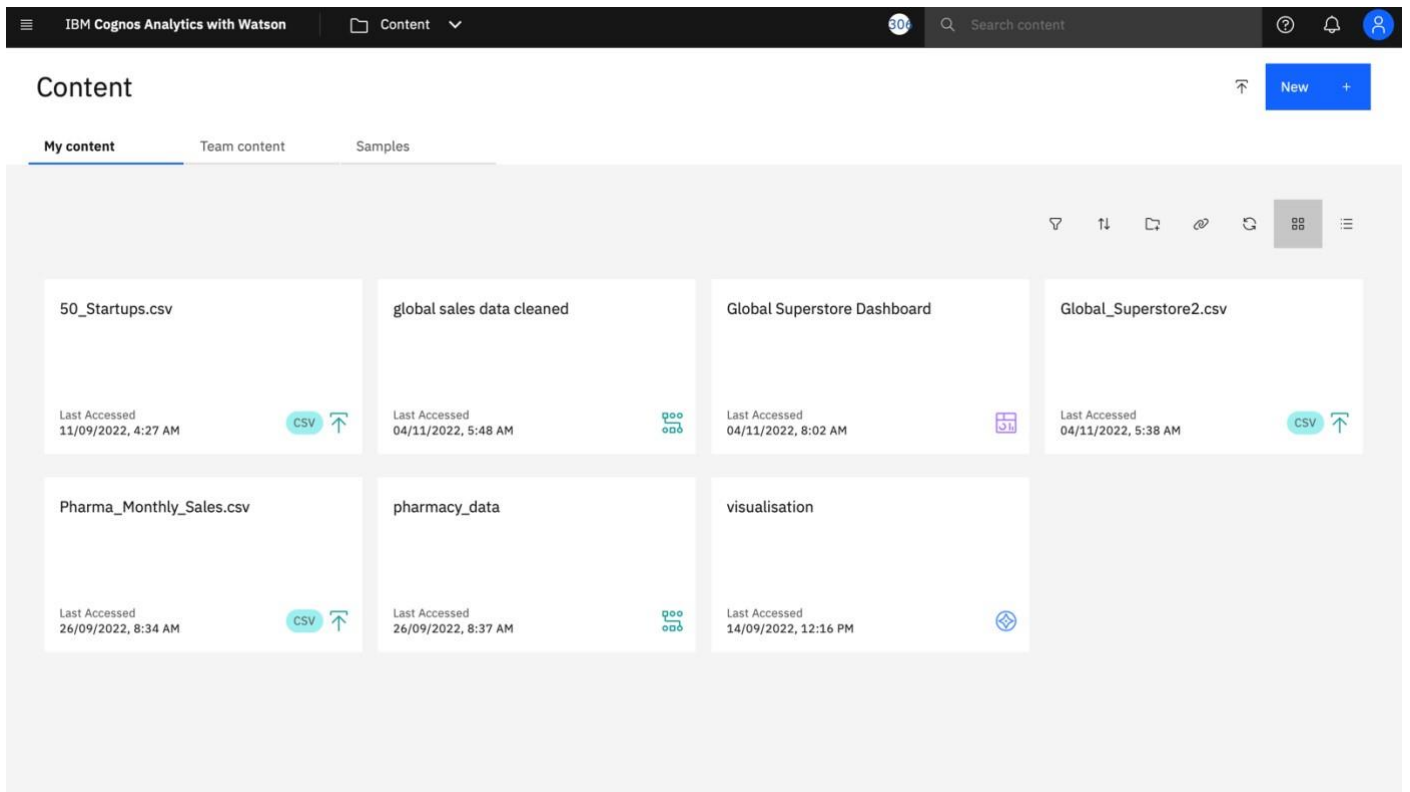 IBM Cognos Analytics with Watson
Content
306
Search content
Content
New +
My content
Team content
Samples
50_Startups.csv
Last Accessed
11/09/2022, 4:27 AM
CSV
global sales data cleaned
Last Accessed
04/11/2022, 5:48 AM
Global Superstore Dashboard
Last Accessed
04/11/2022, 8:02 AM
Global_Superstore2.csv
Last Accessed
04/11/2022, 5:38 AM
CSV
Pharma_Monthly_Sales.csv
Last Accessed
26/09/2022, 8:34 AM
CSV
pharmacy_data
Last Accessed
26/09/2022, 8:37 AM
visualisation
Last Accessed
14/09/2022, 12:16 PM